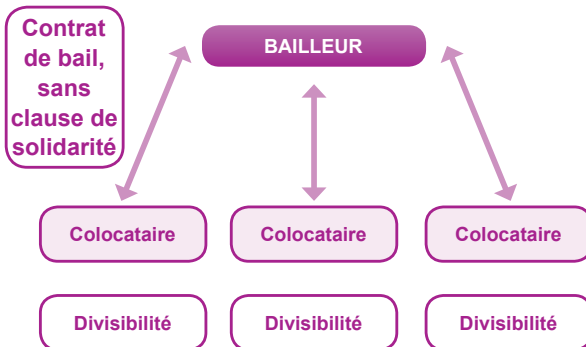 Contrat
de bail,
sans
clause de
solidarité
BAILLEUR
Colocataire Colocataire Colocataire
Divisibilité Divisibilité Divisibilité